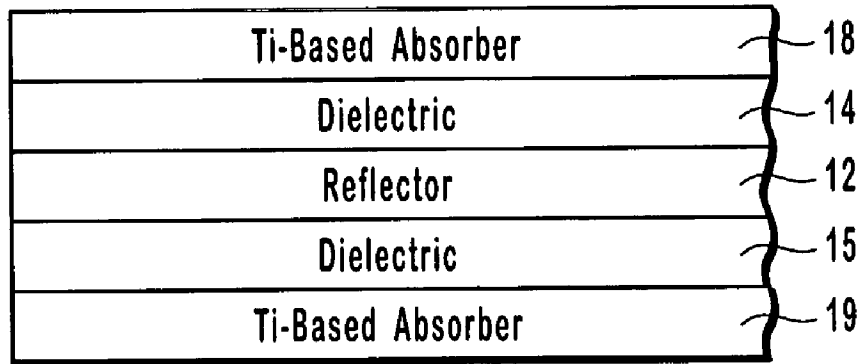 Ti-Based Absorber 18
Dielectric 14
Reflector 12
Dielectric 15
Ti-Based Absorber 19